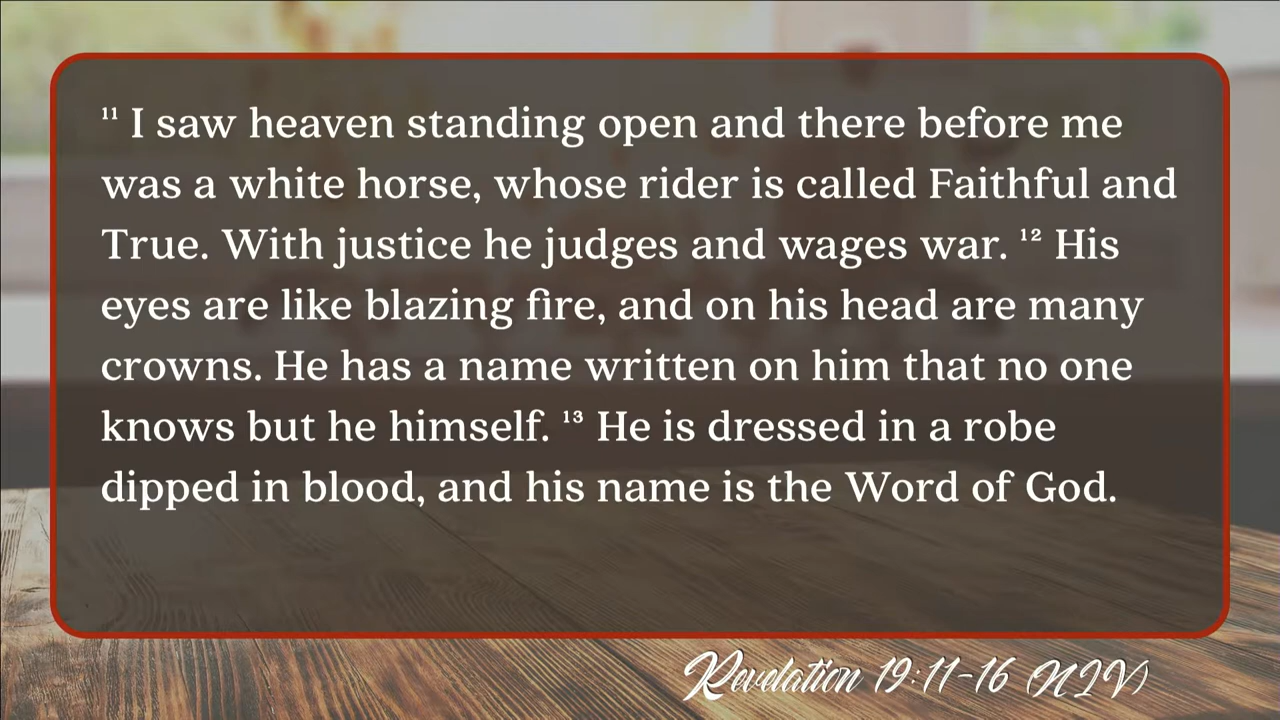 ¹¹ I saw heaven standing open and there before me
was a white horse, whose rider is called Faithful and
True. With justice he judges and wages war. ¹² His
eyes are like blazing fire, and on his head are many
crowns. He has a name written on him that no one
knows but he himself. ¹³ He is dressed in a robe
dipped in blood, and his name is the Word of God.
Revelation 19:11-16 (NIV)